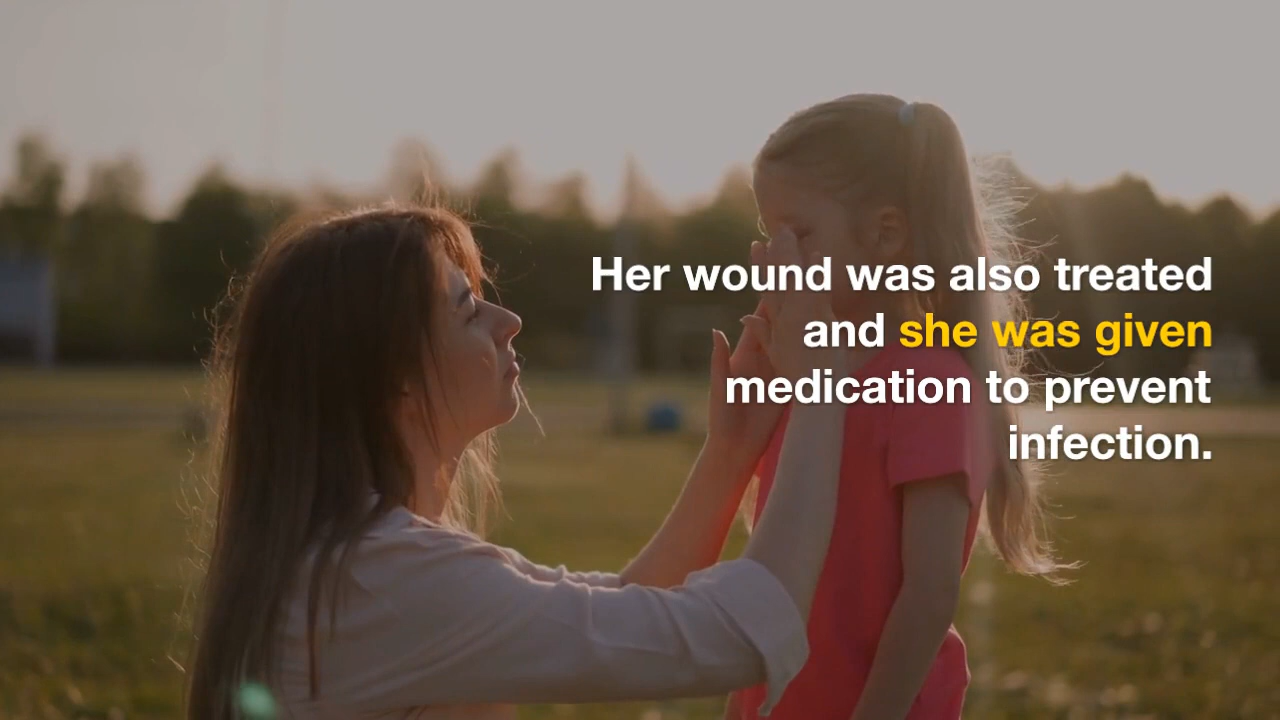 Her wound was also treated
and she was given
medication to prevent
infection.